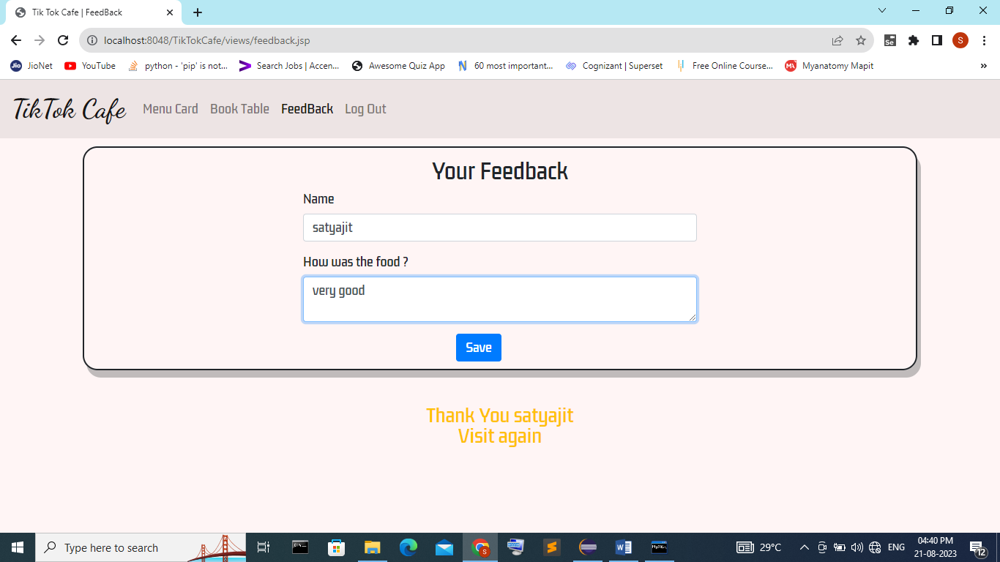 Tik Tok Cafe | FeedBack
localhost:8048/TikTokCafe/views/feedback.jsp
Se
S
Jio JioNet YouTube python - 'pip' is not... Search Jobs | Accen... Awesome Quiz App 60 most important... Cognizant | Superset Free Online Course... Myanatomy Mapit »
TikTok Cafe Menu Card Book Table FeedBack Log Out
Your Feedback
Name
satyajit
How was the food ?
very good
Save
Thank You satyajit
Visit again
Type here to search
29°C
ENG
04:40 PM
21-08-2023
12